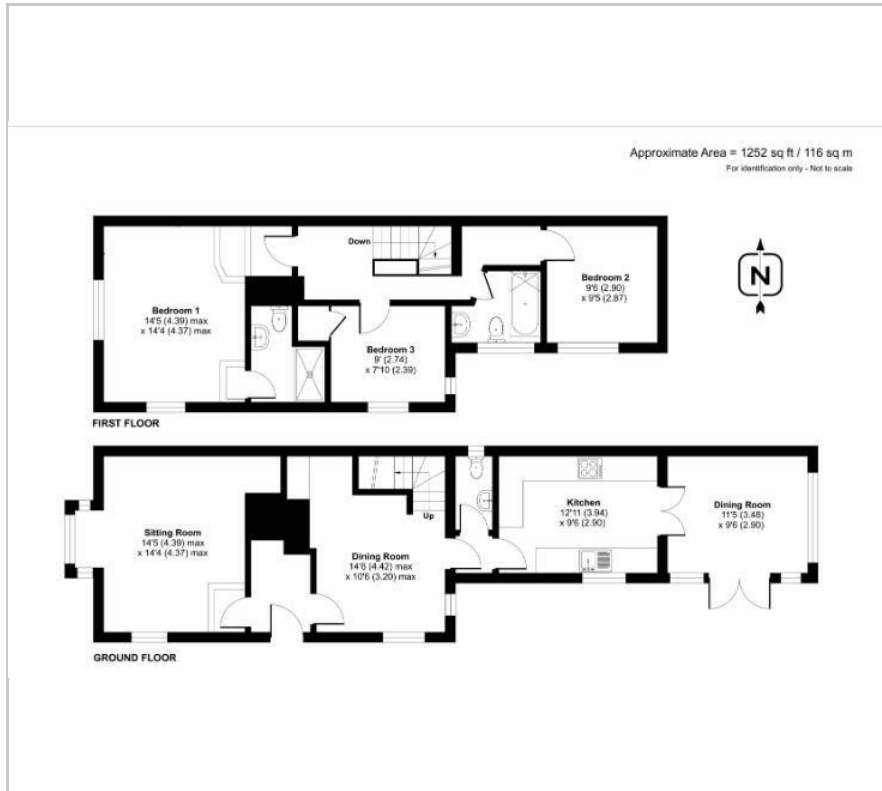 Approximate Area = 1252 sq ft / 116 sq m
For identification only - Not to scale
Down
Bedroom 2
9'6 (2.90)
x 9'5 (2.87)
N
Bedroom 1
14'5 (4.39) max
x 14'4 (4.37) max
Bedroom 3
9' (2.74)
x 7'10 (2.39)
FIRST FLOOR
Sitting Room
14'5 (4.39) max
x 14'4 (4.37) max
Up
Dining Room
14'6 (4.42) max
x 10'6 (3.20) max
Kitchen
12'11 (3.94)
x 9'6 (2.90)
Dining Room
11'5 (3.48)
x 9'6 (2.90)
GROUND FLOOR